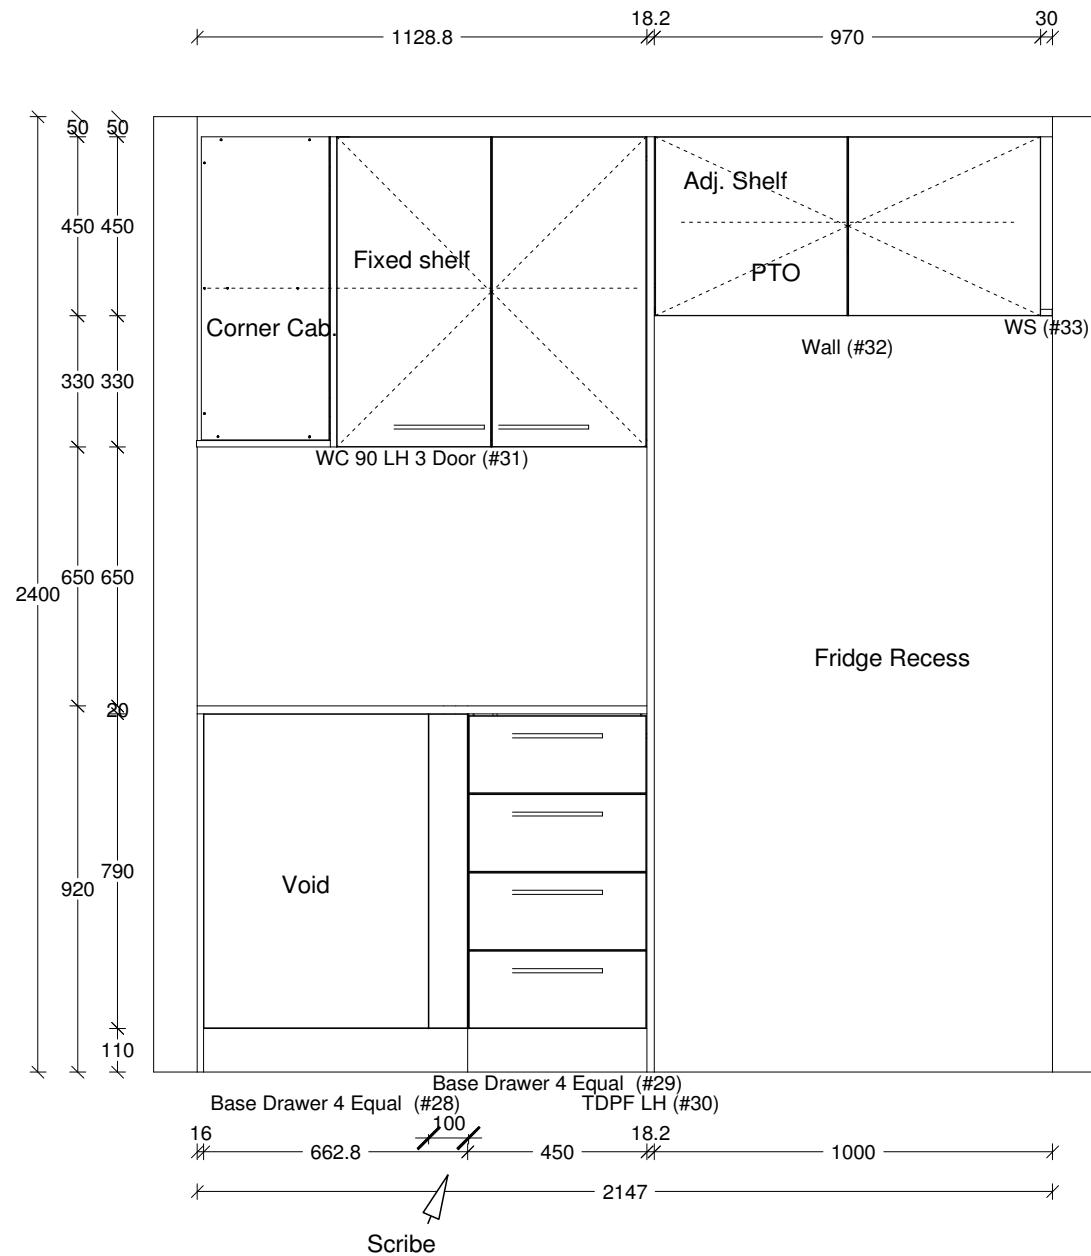 18.2 30
1128.8 970
50 50
Adj. Shelf
450 450
Fixed shelf
PTO
Corner Cab.
WS (#33)
Wall (#32)
330 330
WC 90 LH 3 Door (#31)
650 650
2400
Fridge Recess
20
790
Void
920
110
Base Drawer 4 Equal (#29)
Base Drawer 4 Equal (#28) TDPF LH (#30)
100
16 18.2
662.8 450 1000
2147
Scribe